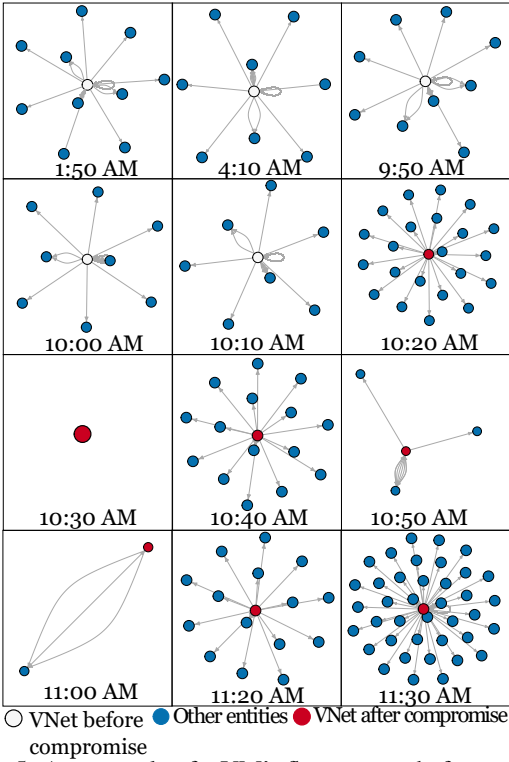 1:50 AM
4:10 AM
9:50 AM
10:00 AM
10:10 AM
10:20 AM
10:30 AM
10:40 AM
10:50 AM
11:00 AM
11:20 AM
11:30 AM
VNet before compromise
Other entities
VNet after compromise